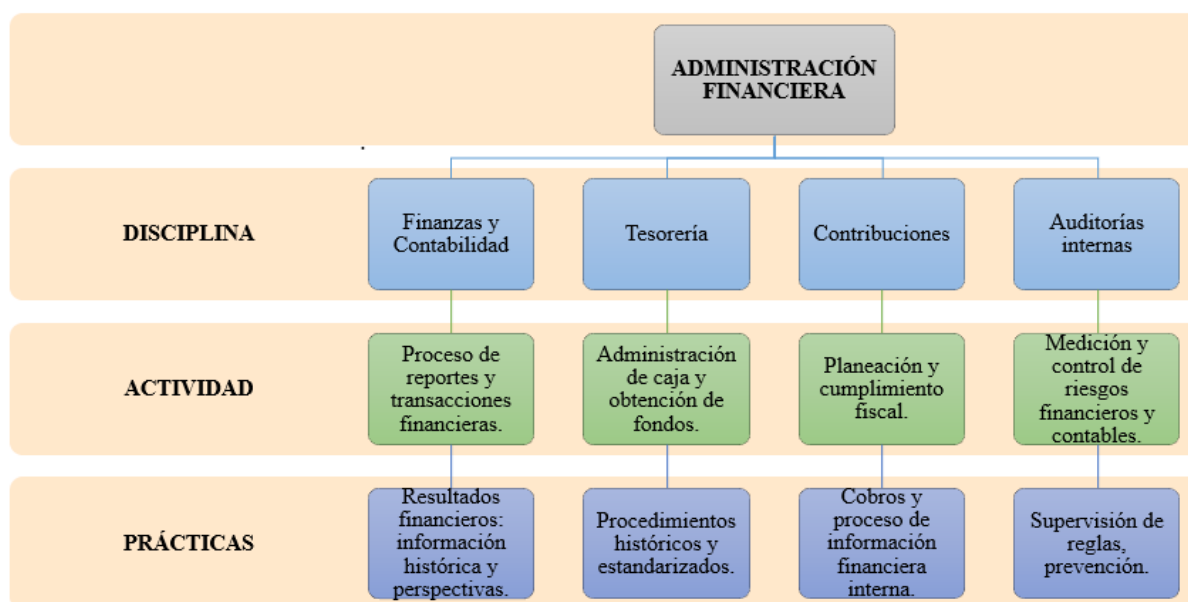 ADMINISTRACIÓN
FINANCIERA
.
DISCIPLINA
Finanzas y
Contabilidad
Tesorería
Contribuciones
Auditorías
internas
ACTIVIDAD
Proceso de
reportes y
transacciones
financieras.
Administración
de caja y
obtención de
fondos.
Planeación y
cumplimiento
fiscal.
Medición y
control de
riesgos
financieros y
contables.
PRÁCTICAS
Resultados
financieros:
información
histórica y
perspectivas.
Procedimientos
históricos y
estandarizados.
Cobros y
proceso de
información
financiera
interna.
Supervisión de
reglas,
prevención.